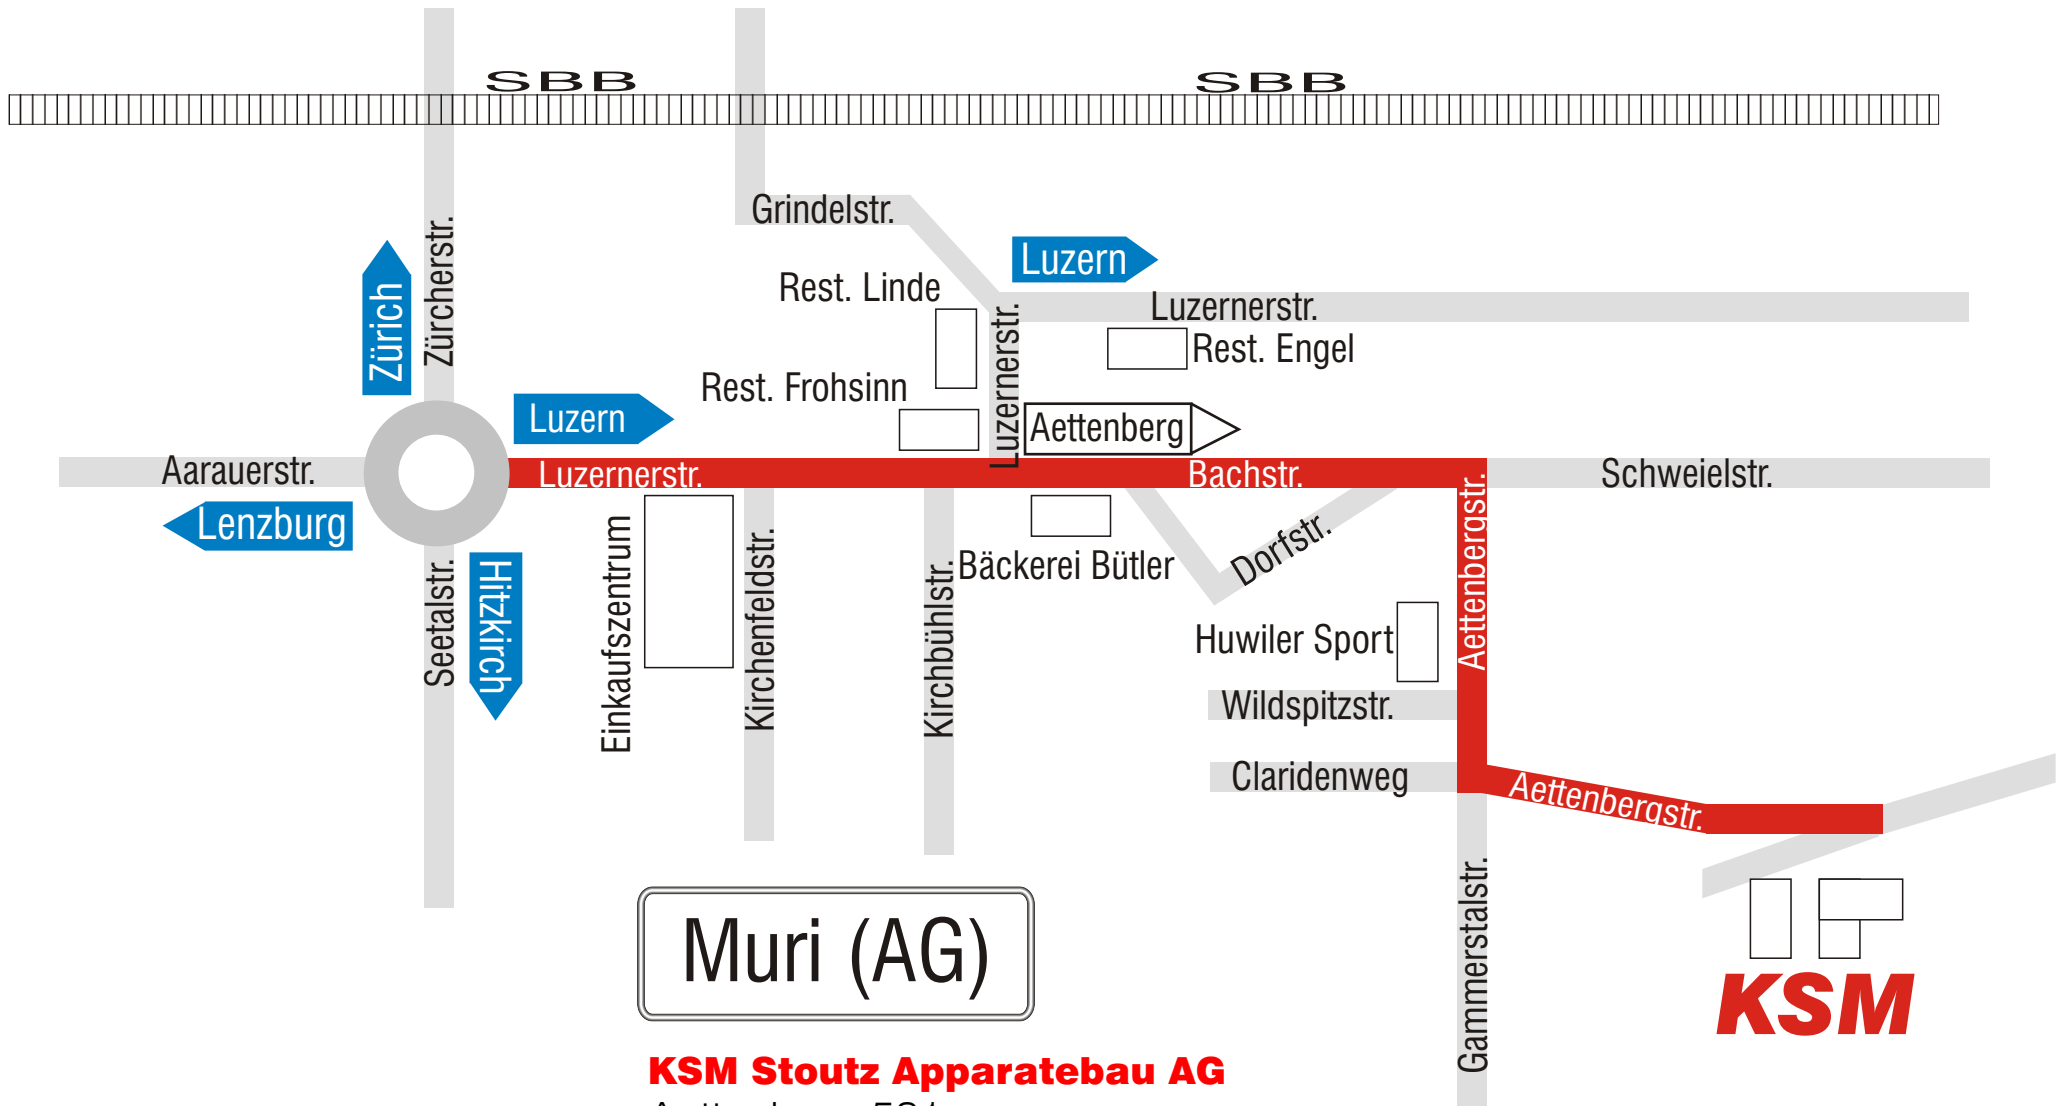 SBB
SBB
Grindelstr.
Zürcherstr.
Zürich
Luzern
Rest. Linde
Luzernerstr.
Luzernerstr.
Rest. Engel
Rest. Frohsinn
Luzern
Aettenberg
Aarauerstr.
Luzernerstr.
Bachstr.
Schweielstr.
Lenzburg
Hitzkirch
Seetalstr.
Einkaufszentrum
Kirchenfeldstr.
Kirchbühlstr.
Bäckerei Bütler
Dorfstr.
Aettenbergstr.
Huwiler Sport
Wildspitzstr.
Claridenweg
Aettenbergstr.
Gammerstalstr.
Muri (AG)
KSM
KSM Stoutz Apparatebau AG